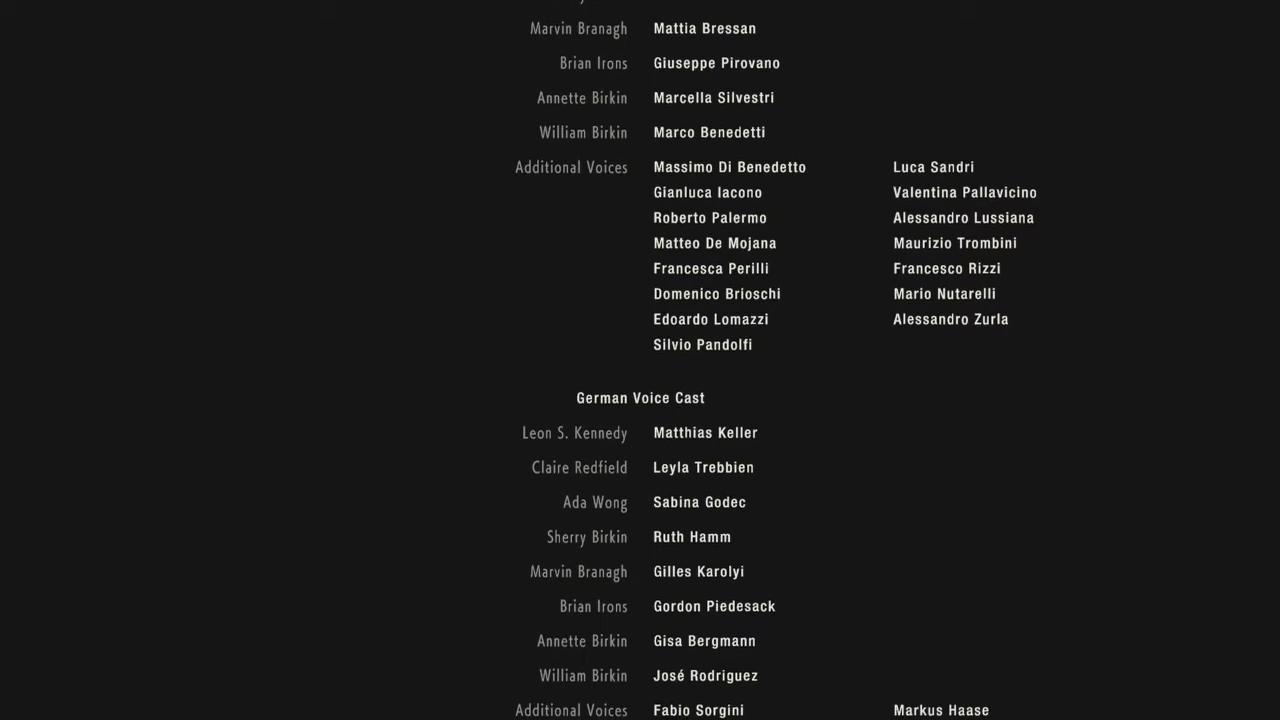 Marvin Branagh Mattia Bressan
Brian Irons Giuseppe Pirovano
Annette Birkin Marcella Silvestri
William Birkin Marco Benedetti
Additional Voices Massimo Di Benedetto Luca Sandri
Gianluca Iacono Valentina Pallavicino
Roberto Palermo Alessandro Lussiana
Matteo De Mojana Maurizio Trombini
Francesca Perilli Francesco Rizzi
Domenico Brioschi Mario Nutarelli
Edoardo Lomazzi Alessandro Zurla
Silvio Pandolfi
German Voice Cast
Leon S. Kennedy Matthias Keller
Claire Redfield Leyla Trebbien
Ada Wong Sabina Godec
Sherry Birkin Ruth Hamm
Marvin Branagh Gilles Karolyi
Brian Irons Gordon Piedesack
Annette Birkin Gisa Bergmann
William Birkin José Rodriguez
Additional Voices Fabio Sorgini Markus Haase